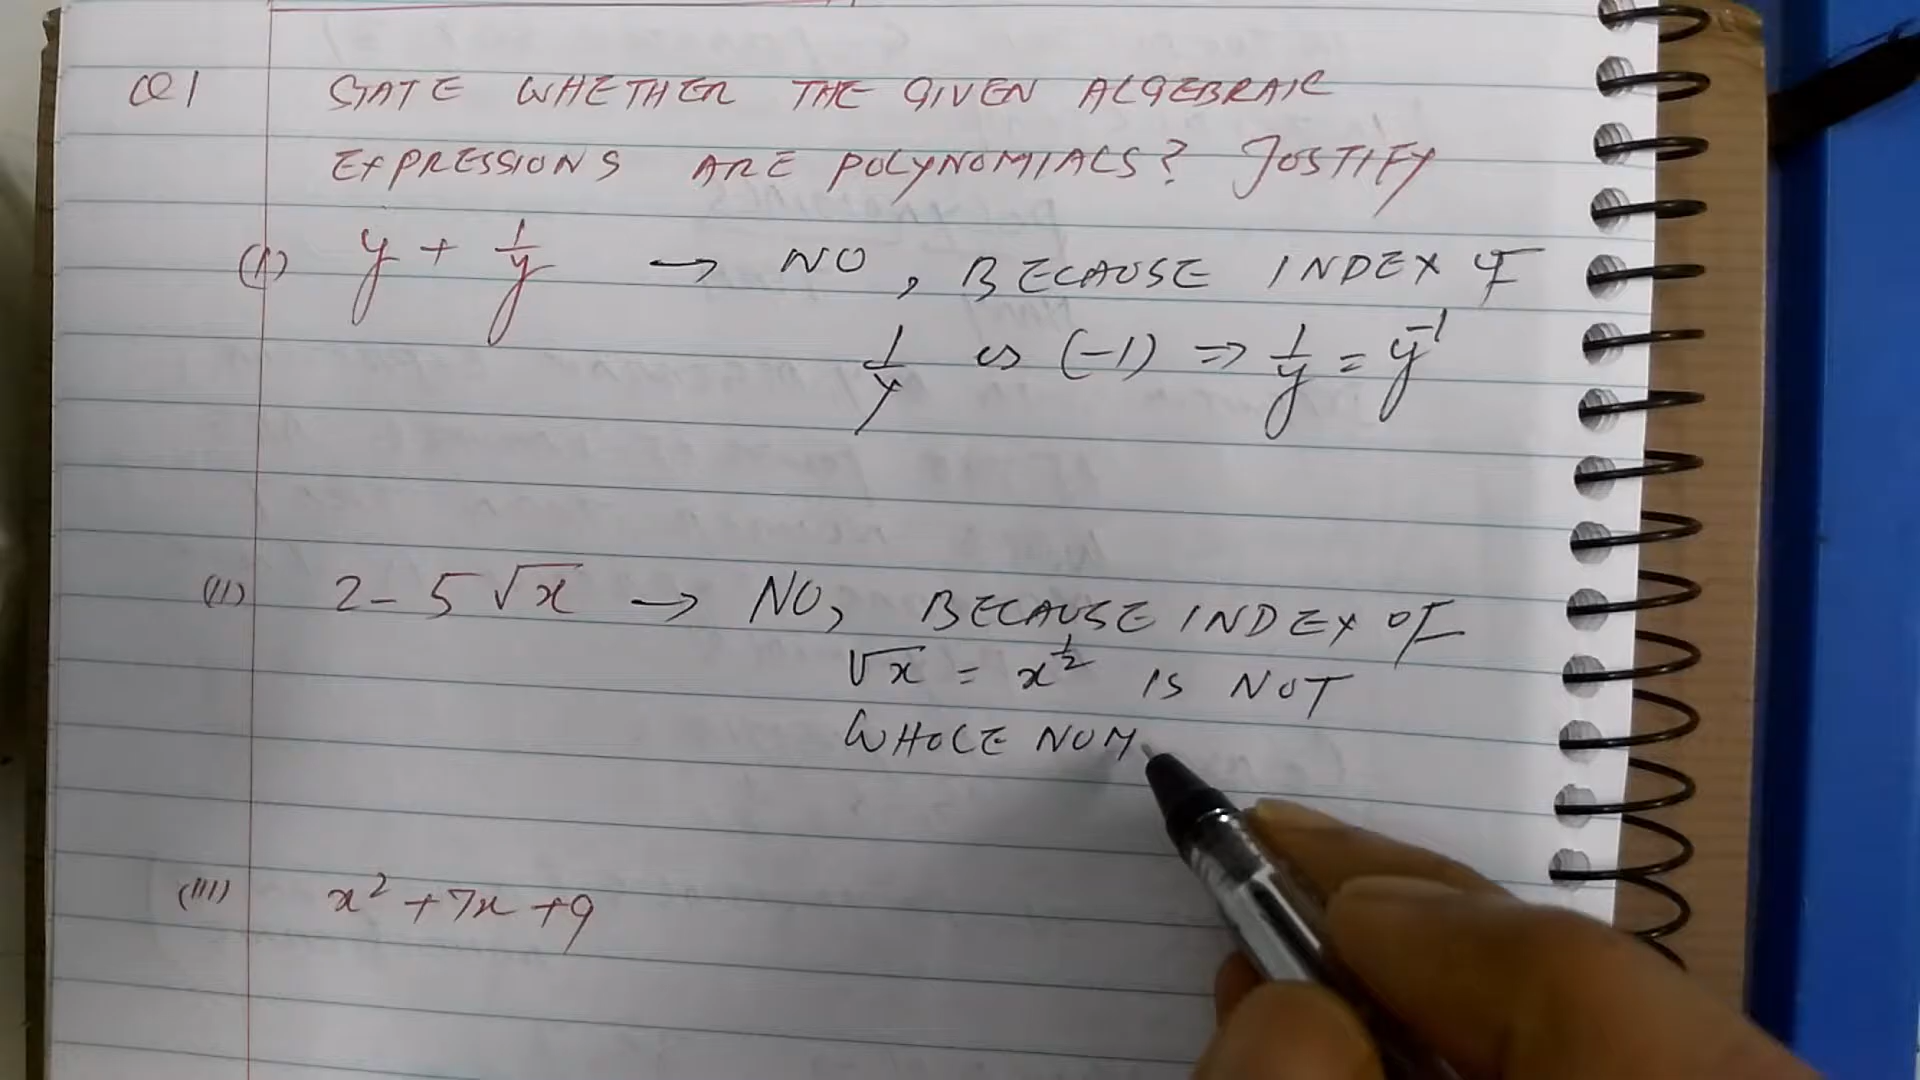 Q1 STATE WHETHER THE GIVEN ALGEBRAIC
EXPRESSIONS ARE POLYNOMIALS? JUSTIFY
(I) y + 1/y → NO, BECAUSE INDEX OF
1/y is (-1) ⇒ 1/y = y⁻¹
(II) 2 - 5√x → NO, BECAUSE INDEX OF
√x = x^½ IS NOT
WHOLE NUM
(III) x² + 7x + 9